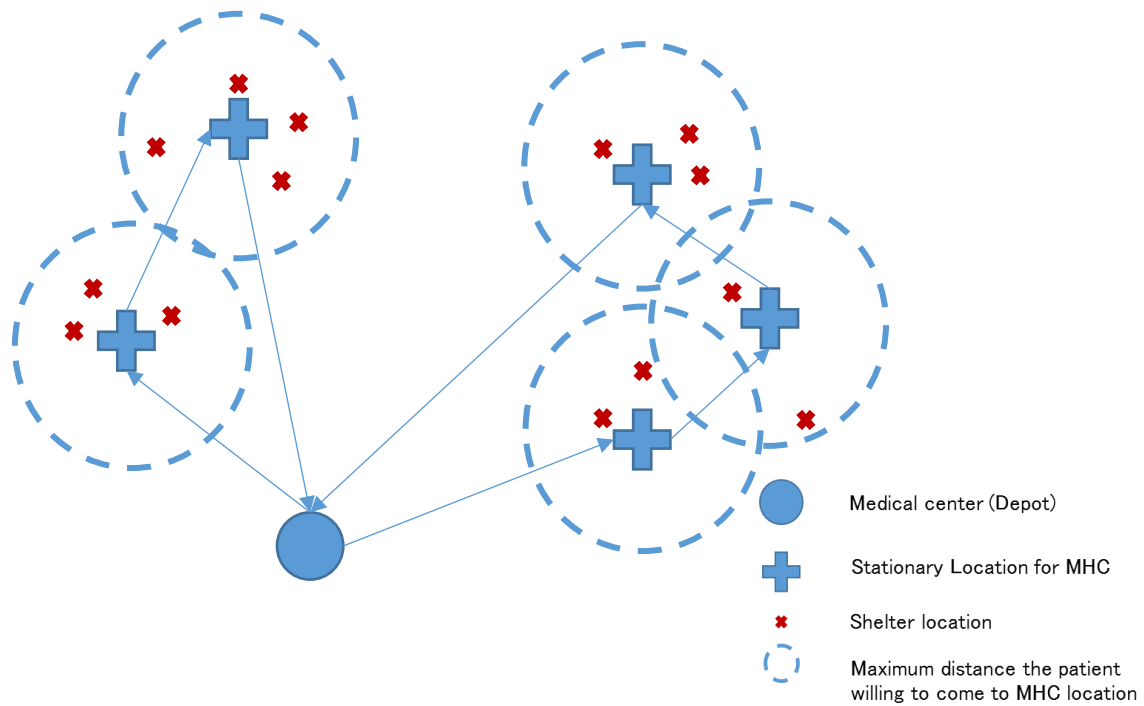 Medical center (Depot)
Stationary Location for MHC
Shelter location
Maximum distance the patient
willing to come to MHC location